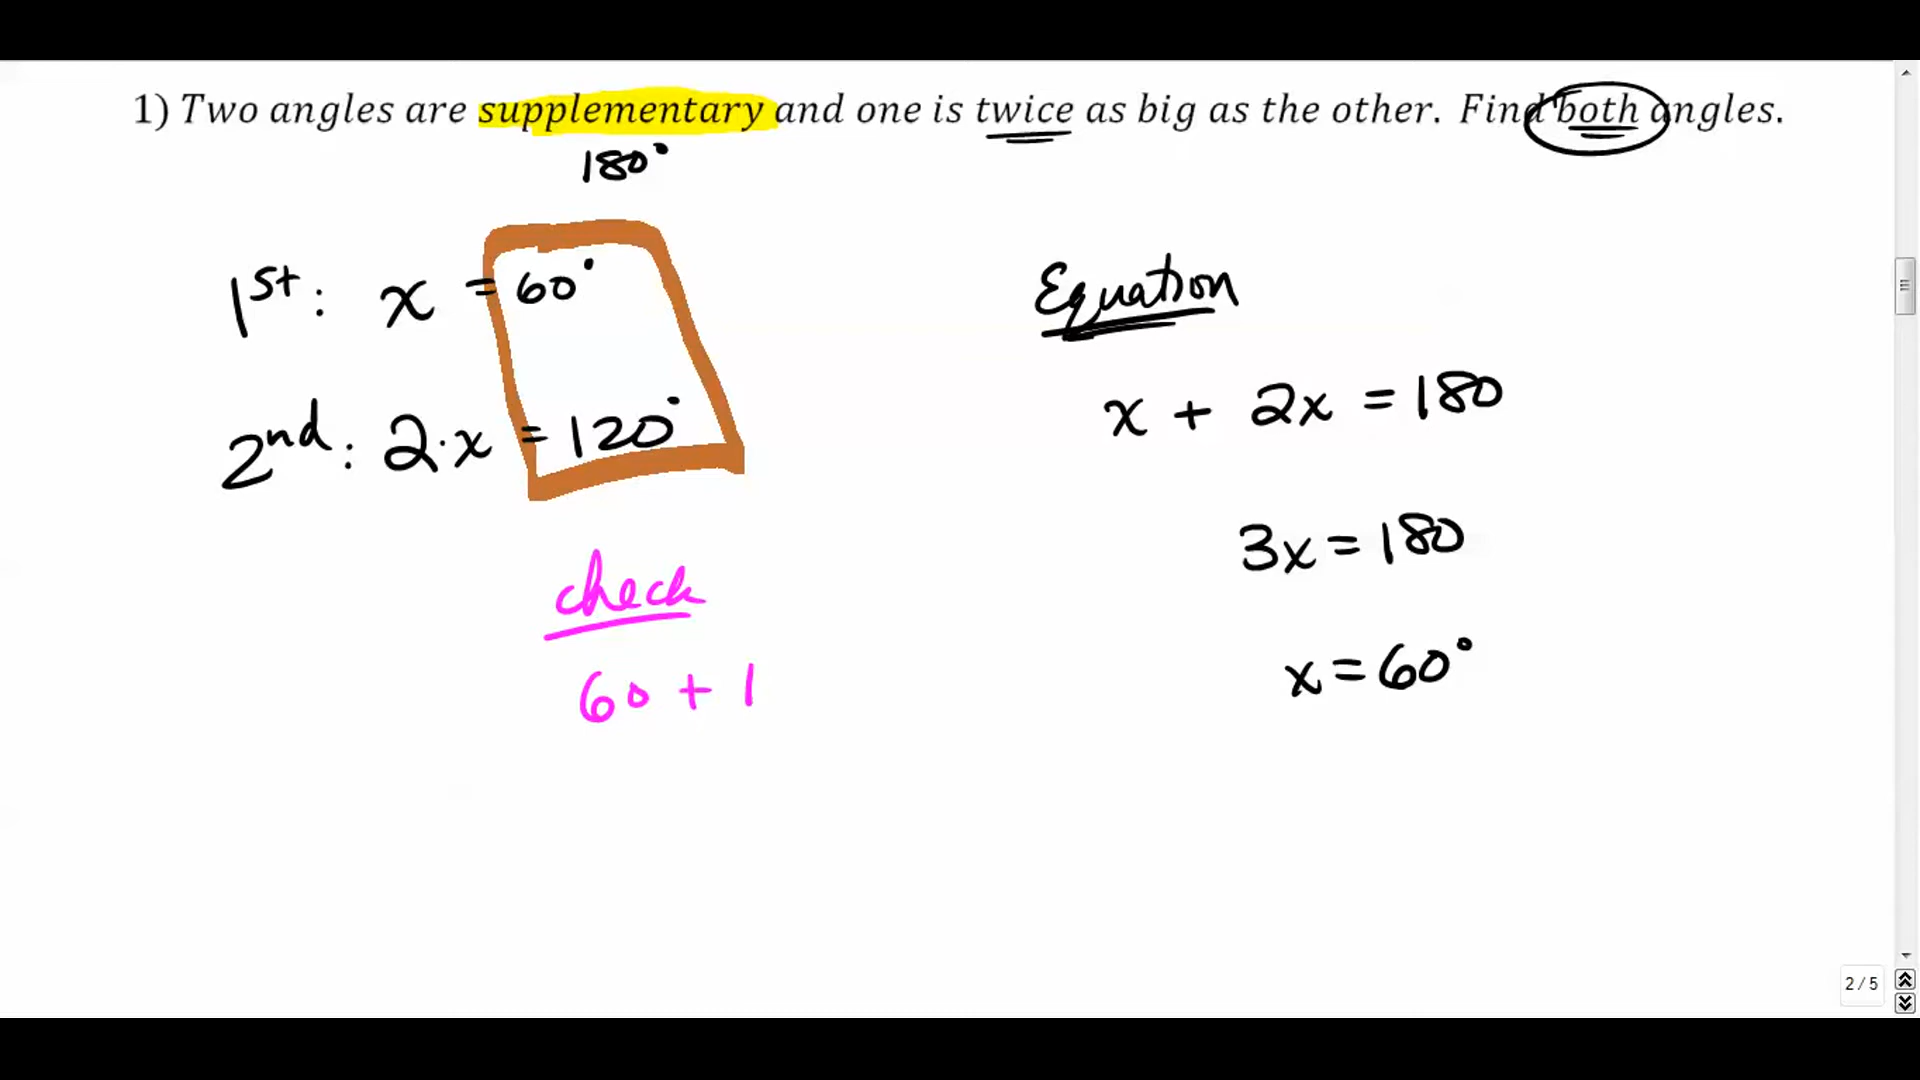 1) Two angles are supplementary and one is twice as big as the other. Find both angles.
180°
1st: x = 60°
2nd: 2·x = 120°
check
60 + 1
Equation
x + 2x = 180
3x = 180
x = 60°
2 / 5